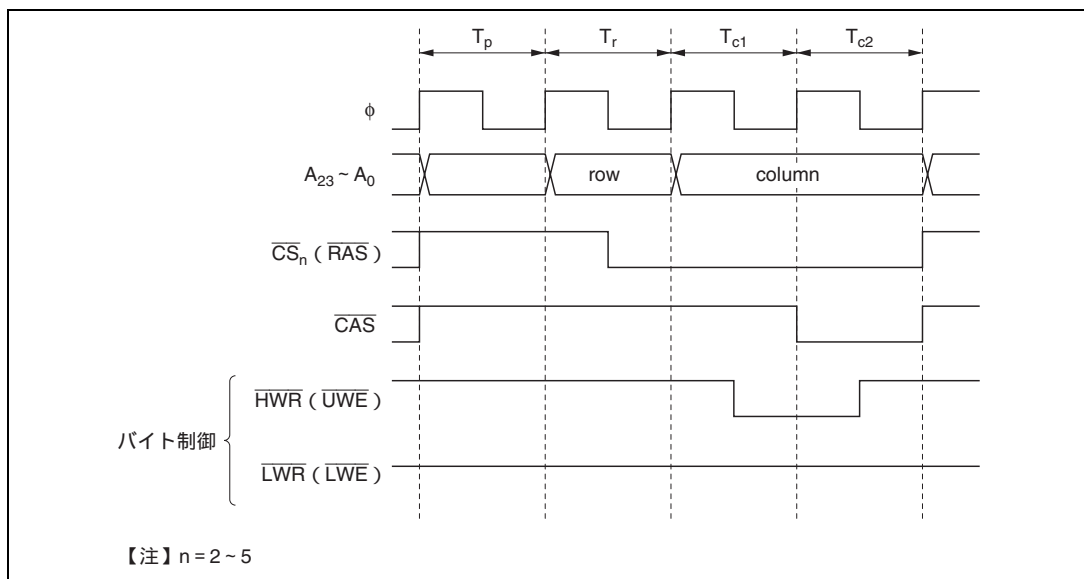 Tp Tr Tc1 Tc2
φ
A23 ~ A0 row column
CSn ( RAS )
CAS
HWR ( UWE )
バイト制御
LWR ( LWE )
【注】 n = 2 ~ 5